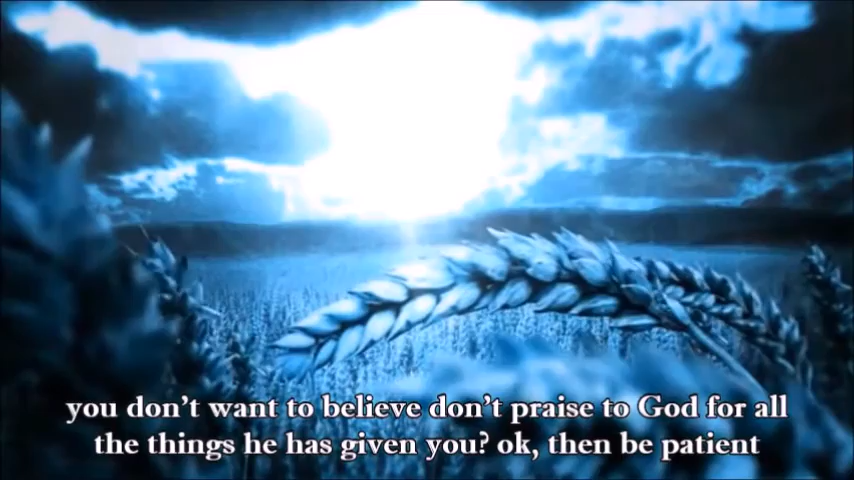 you don't want to believe don't praise to God for all
the things he has given you? ok, then be patient